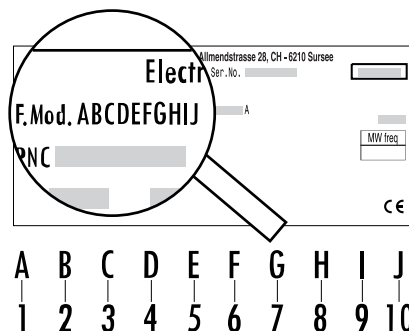 Allmendstrasse 28, CH - 6210 Sursee
Electr
Ser.No.
F.Mod. ABCDEFGHIJ
A
PNC
MW freq
CE
A B C D E F G H I J
1 2 3 4 5 6 7 8 9 10